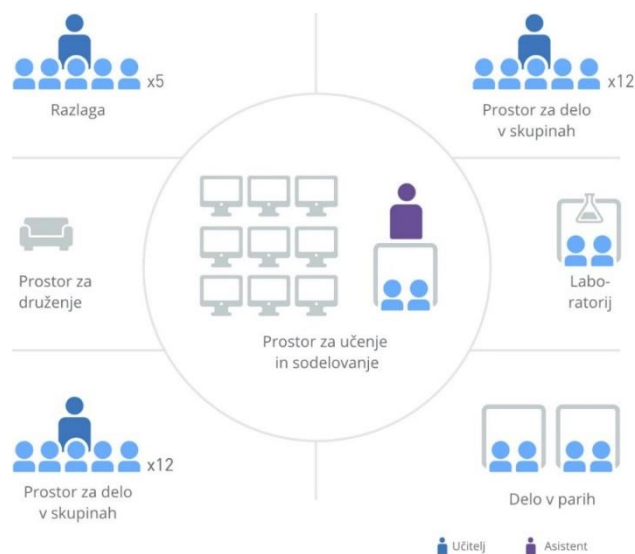 x5
Razlaga
x12
Prostor za delo
v skupinah
Prostor za
druženje
Prostor za učenje
in sodelovanje
Labo-
ratorij
x12
Prostor za delo
v skupinah
Delo v parih
Učitelj
Asistent